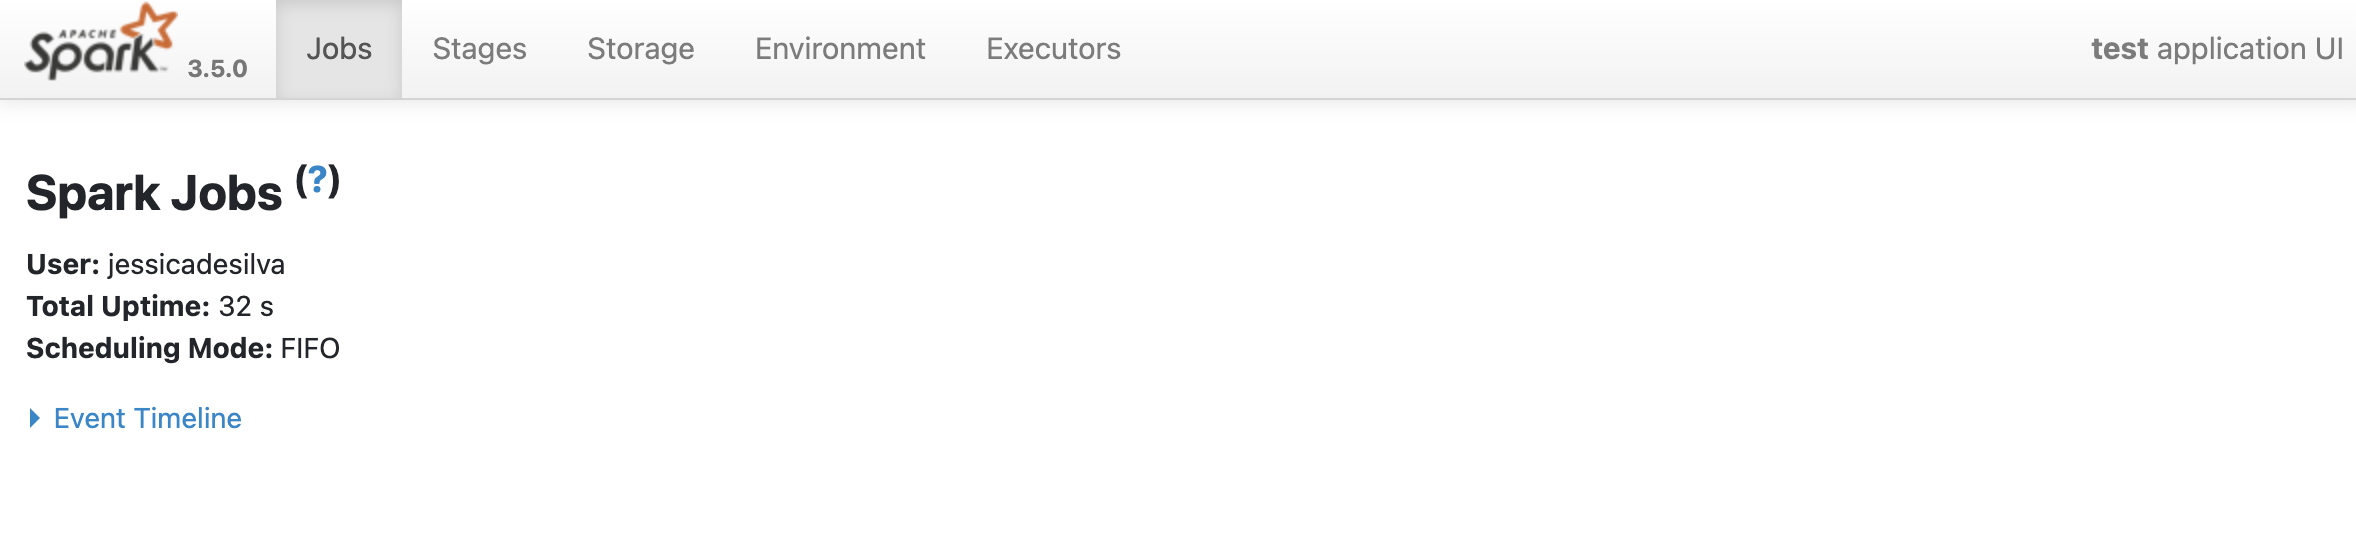 APACHE
Spark™ 3.5.0 Jobs Stages Storage Environment Executors test application UI
Spark Jobs (?)
User: jessicadesilva
Total Uptime: 32 s
Scheduling Mode: FIFO
Event Timeline